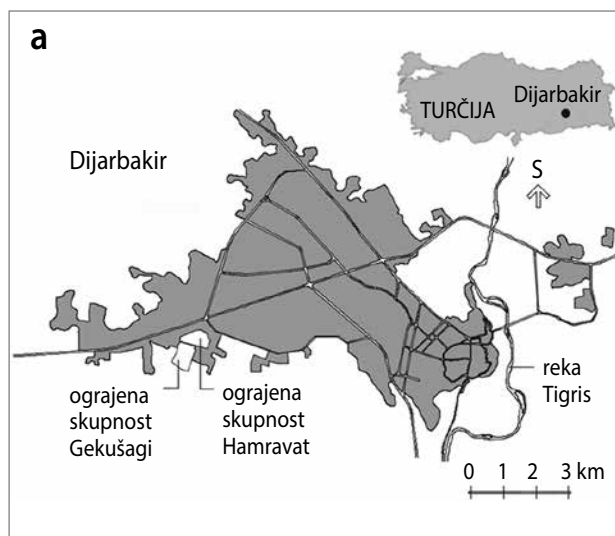 a
TURČIJA
Dijarbakir
Dijarbakir
S
ograjena
skupnost
Gekušagi
ograjena
skupnost
Hamravat
reka
Tigris
0 1 2 3 km